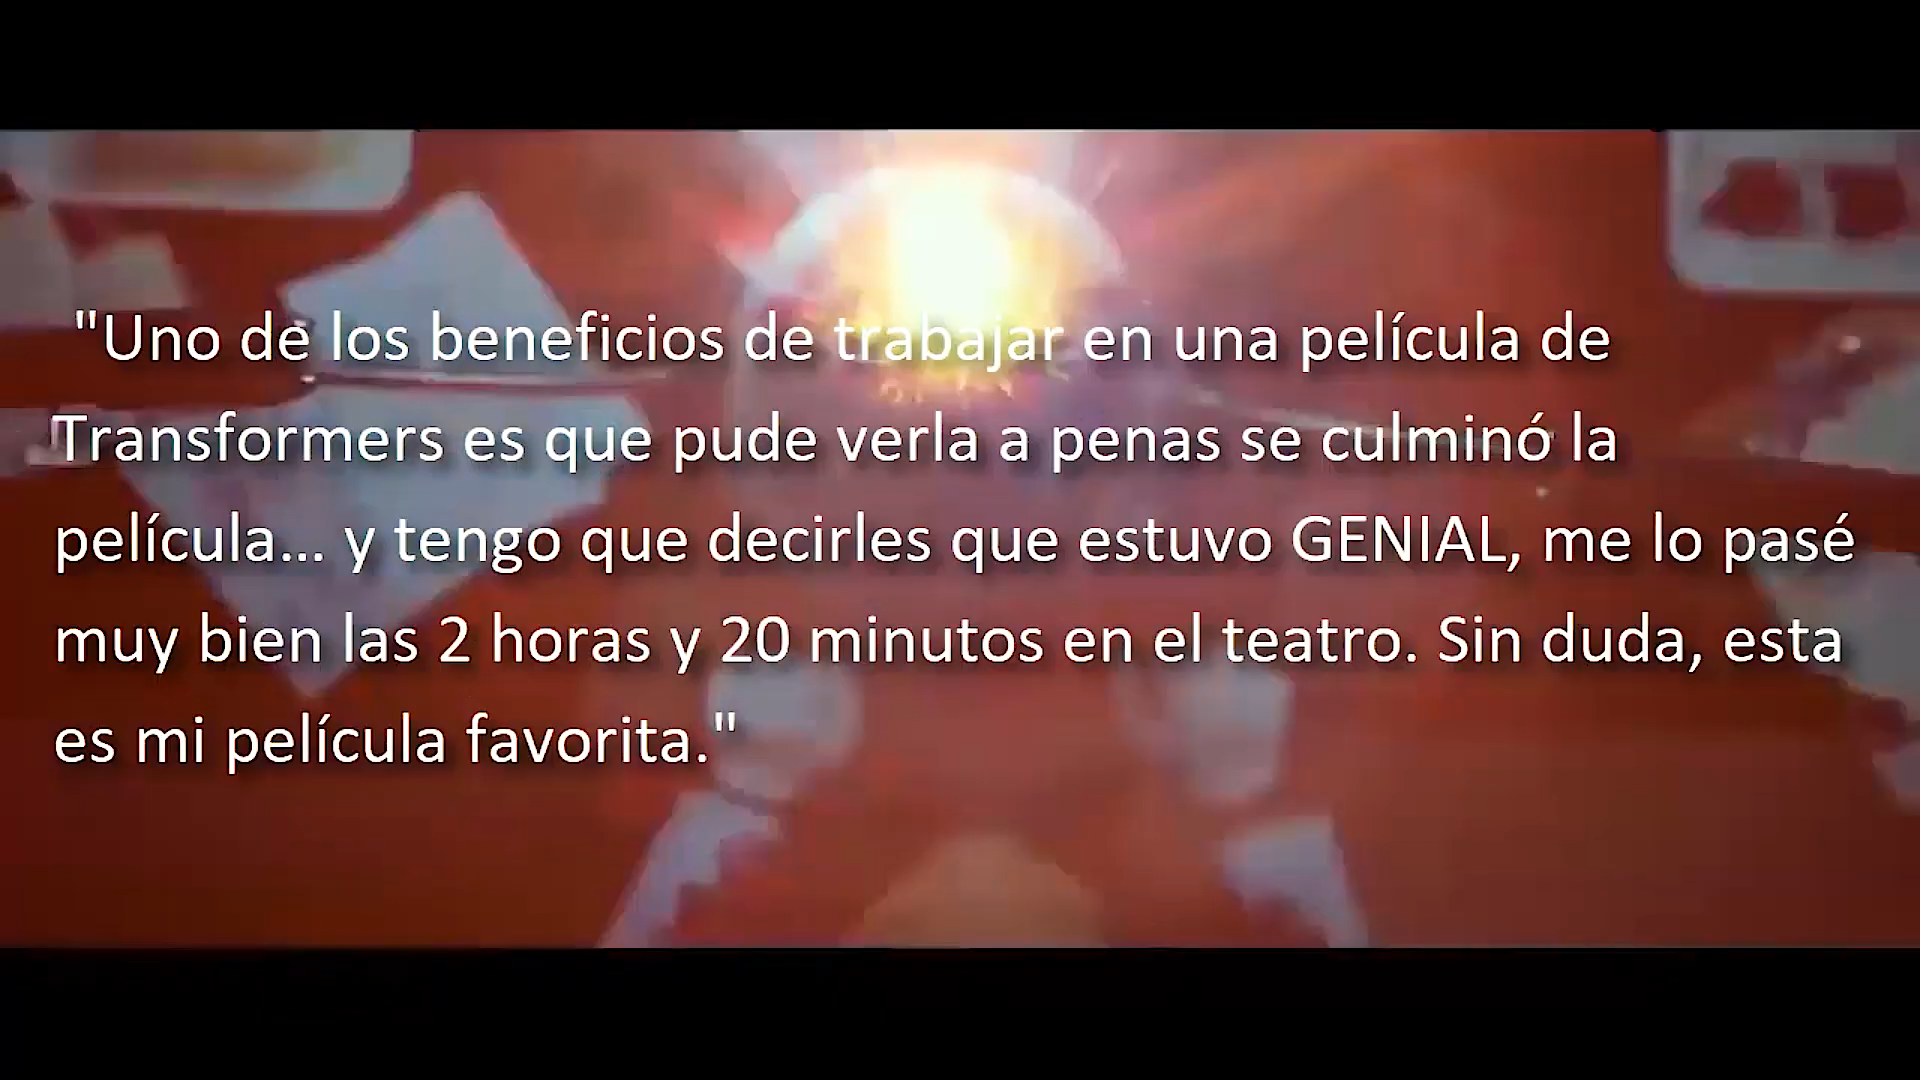 "Uno de los beneficios de trabajar en una película de
Transformers es que pude verla a penas se culminó la
película... y tengo que decirles que estuvo GENIAL, me lo pasé
muy bien las 2 horas y 20 minutos en el teatro. Sin duda, esta
es mi película favorita."